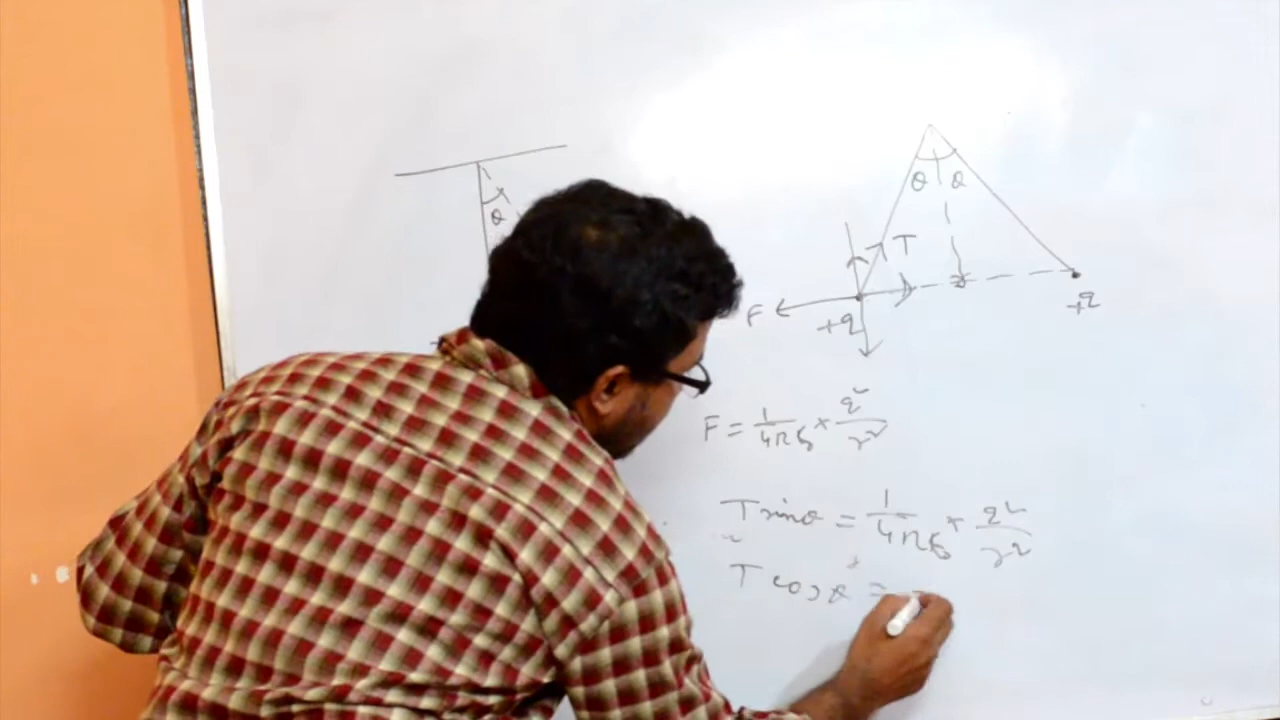 θ
θ θ
T
F
+q
+q
F = 1/4πε₀ × q²/r²
T sinθ = 1/4πε₀ × q²/r²
T cosθ =